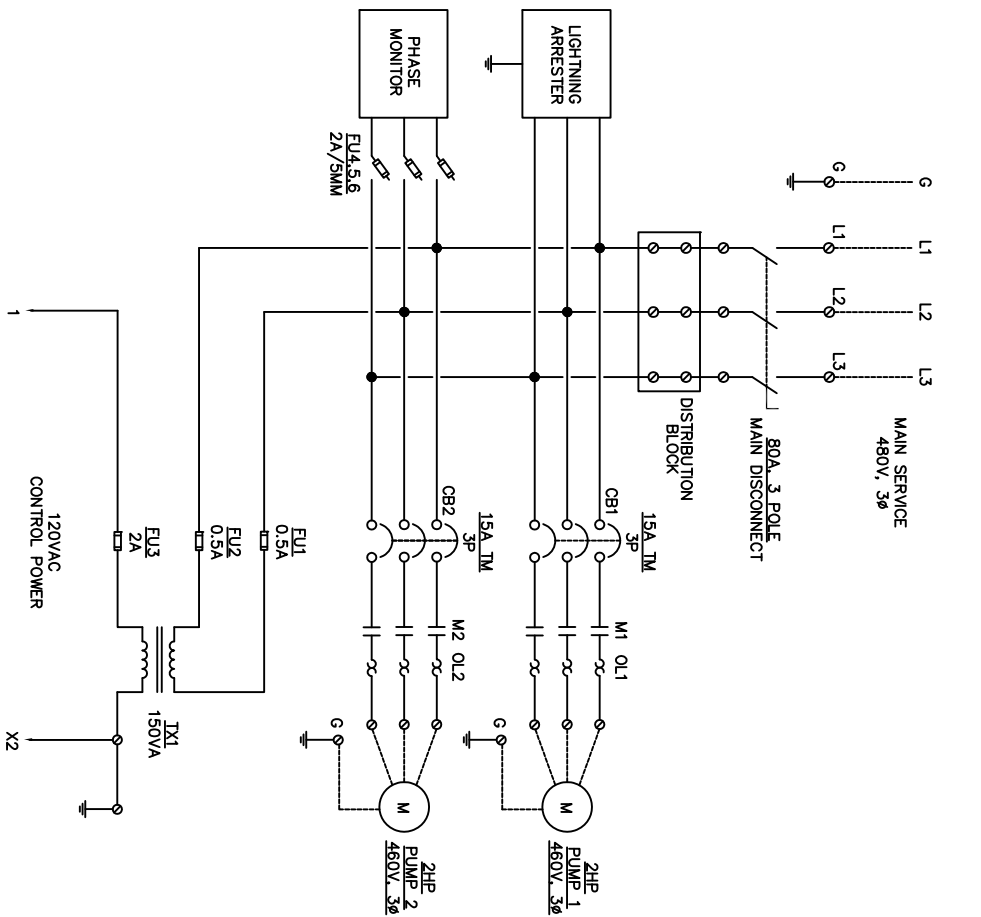 MAIN SERVICE
480V, 3Ø
G
L1
L2
L3
G
L1
L2
L3
80A, 3 POLE
MAIN DISCONNECT
DISTRIBUTION
BLOCK
LIGHTNING
ARRESTER
15A TM
3P
CB1
M1 OL1
G
M
2HP
PUMP 1
460V, 3Ø
PHASE
MONITOR
FU4,5,6
2A/5MM
15A TM
3P
CB2
M2 OL2
G
M
2HP
PUMP 2
460V, 3Ø
FU1
0.5A
FU2
0.5A
FU3
2A
TX1
150VA
120VAC
CONTROL POWER
1
X2